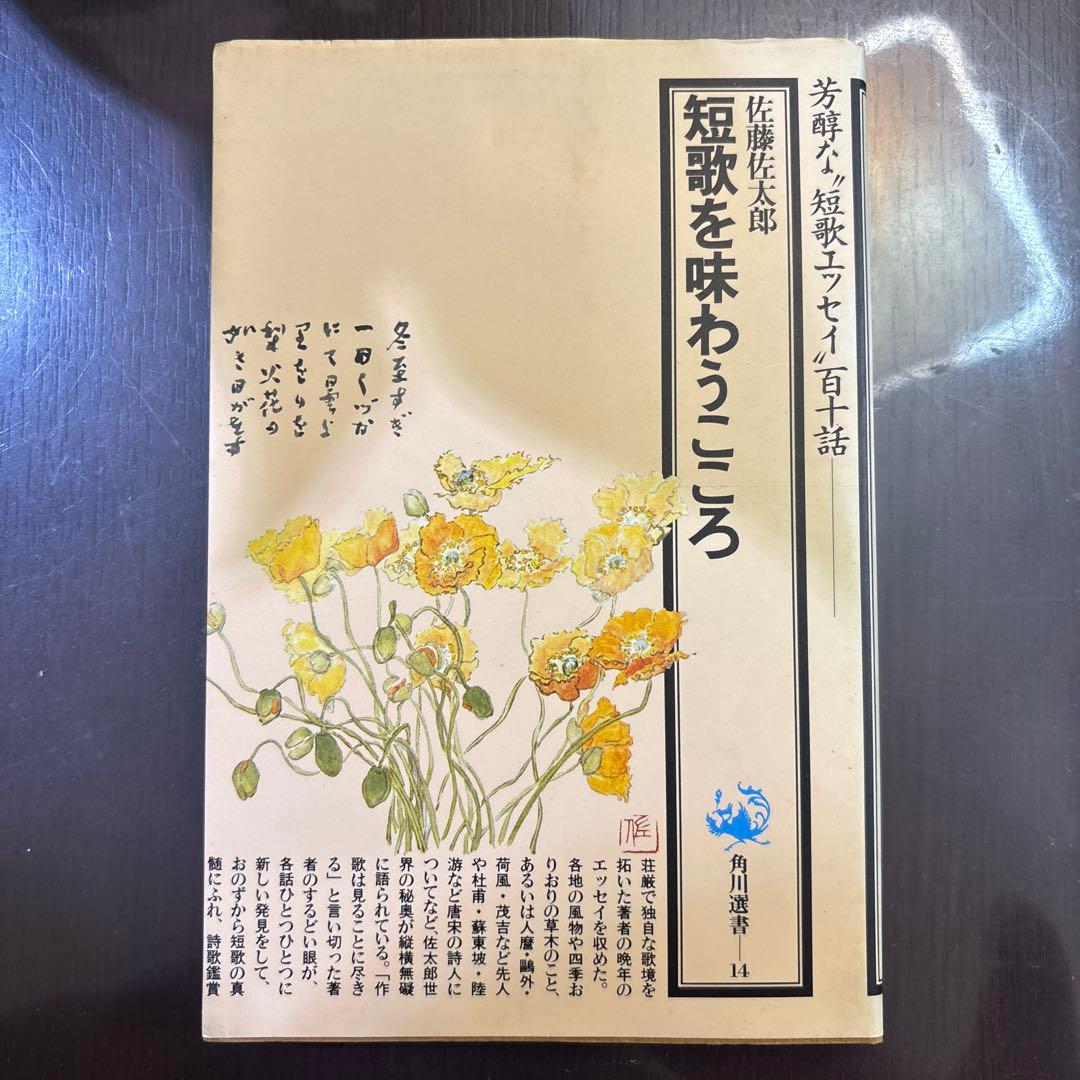 芳醇な〝短歌エッセイ〟百十話
佐藤佐太郎
短歌を味わうこころ
角川選書―14
冬至すぎ
一日しづか
にて曇よ
里をりを
梨火花の
如き日がさす
荘厳で独自な歌境を
拓いた著者の晩年の
エッセイを収めた。
各地の風物や四季お
りおりの草木のこと、
あるいは人麿・鷗外・
荷風・茂吉など先人
や杜甫・蘇東坡・陸
游など唐宋の詩人に
ついてなど、佐太郎世
界の秘奥が縦横無礙
に語られている。「作
歌は見ることに尽き
る」と言い切った著
者のするどい眼が、
各話ひとつひとつに
新しい発見をして、
おのずから短歌の真
髄にふれ、詩歌鑑賞